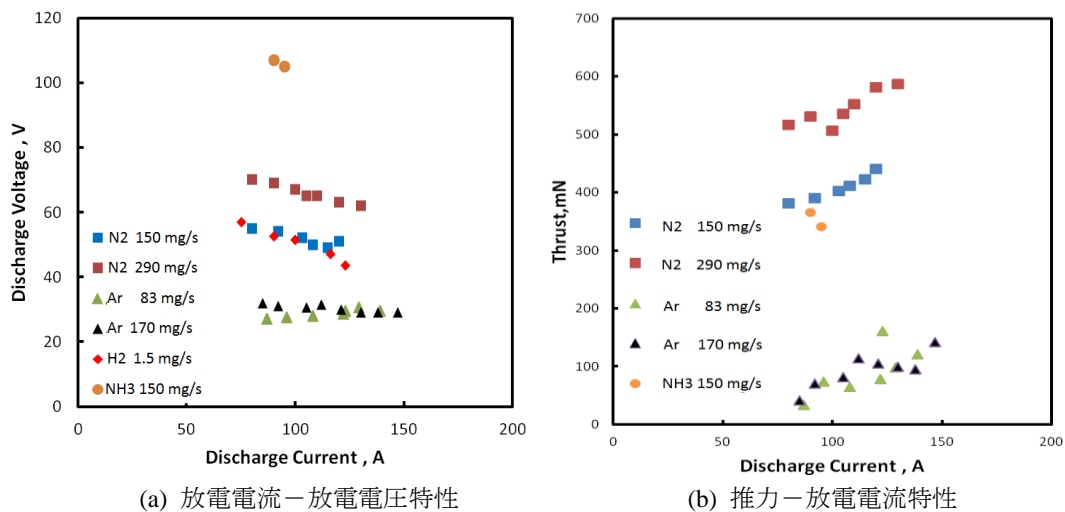 120
100
80
60
40
20
0
Discharge Voltage , V
N2 150 mg/s
N2 290 mg/s
Ar 83 mg/s
Ar 170 mg/s
H2 1.5 mg/s
NH3 150 mg/s
0 50 100 150 200
Discharge Current , A
(a) 放電電流－放電電圧特性
700
600
500
400
300
200
100
0
Thrust,mN
N2 150 mg/s
N2 290 mg/s
Ar 83 mg/s
Ar 170 mg/s
NH3 150 mg/s
0 50 100 150 200
Discharge Current , A
(b) 推力－放電電流特性